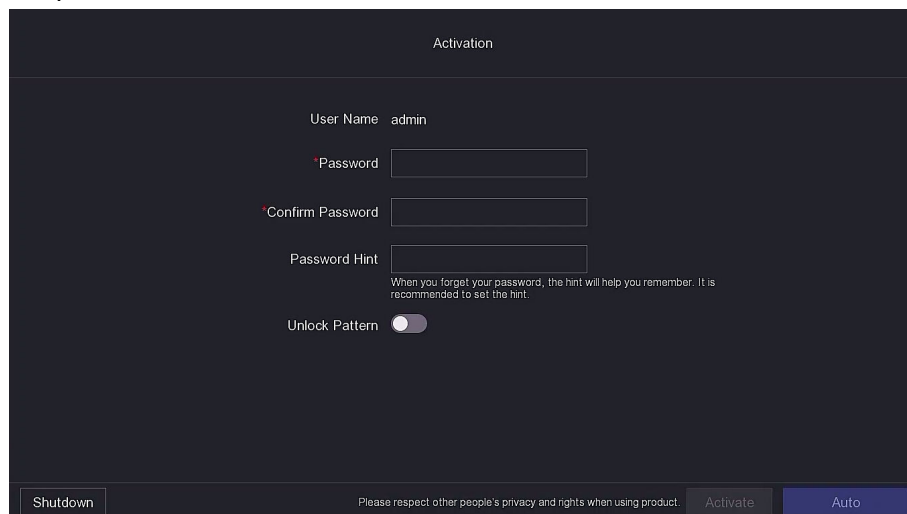 Activation
User Name admin
*Password
*Confirm Password
Password Hint
When you forget your password, the hint will help you remember. It is
recommended to set the hint.
Unlock Pattern
Shutdown Please respect other people's privacy and rights when using product. Activate Auto